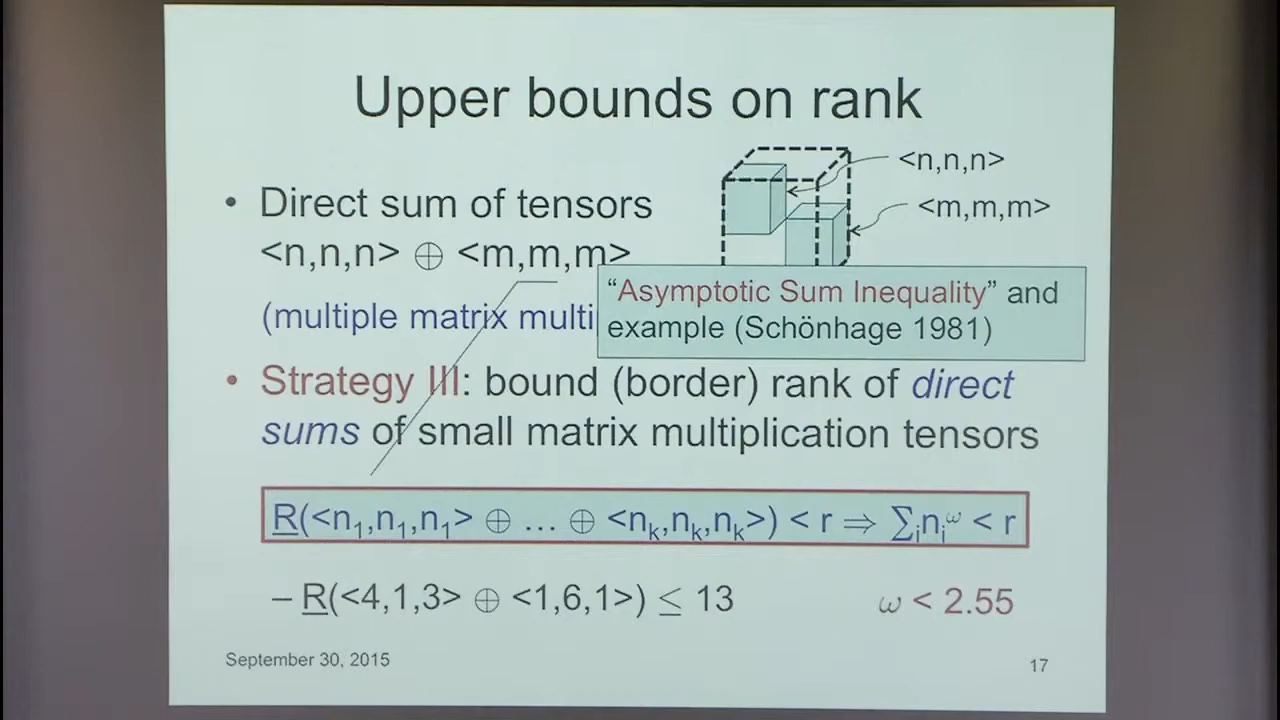 Upper bounds on rank
<n,n,n>
<m,m,m>
• Direct sum of tensors
<n,n,n> ⊕ <m,m,m>
(multiple matrix multi
"Asymptotic Sum Inequality" and
example (Schönhage 1981)
• Strategy III: bound (border) rank of direct
sums of small matrix multiplication tensors
R(<n₁,n₁,n₁> ⊕ … ⊕ <nₖ,nₖ,nₖ>) < r ⇒ ∑ᵢnᵢ^ω < r
– R(<4,1,3> ⊕ <1,6,1>) ≤ 13 ω < 2.55
September 30, 2015
17